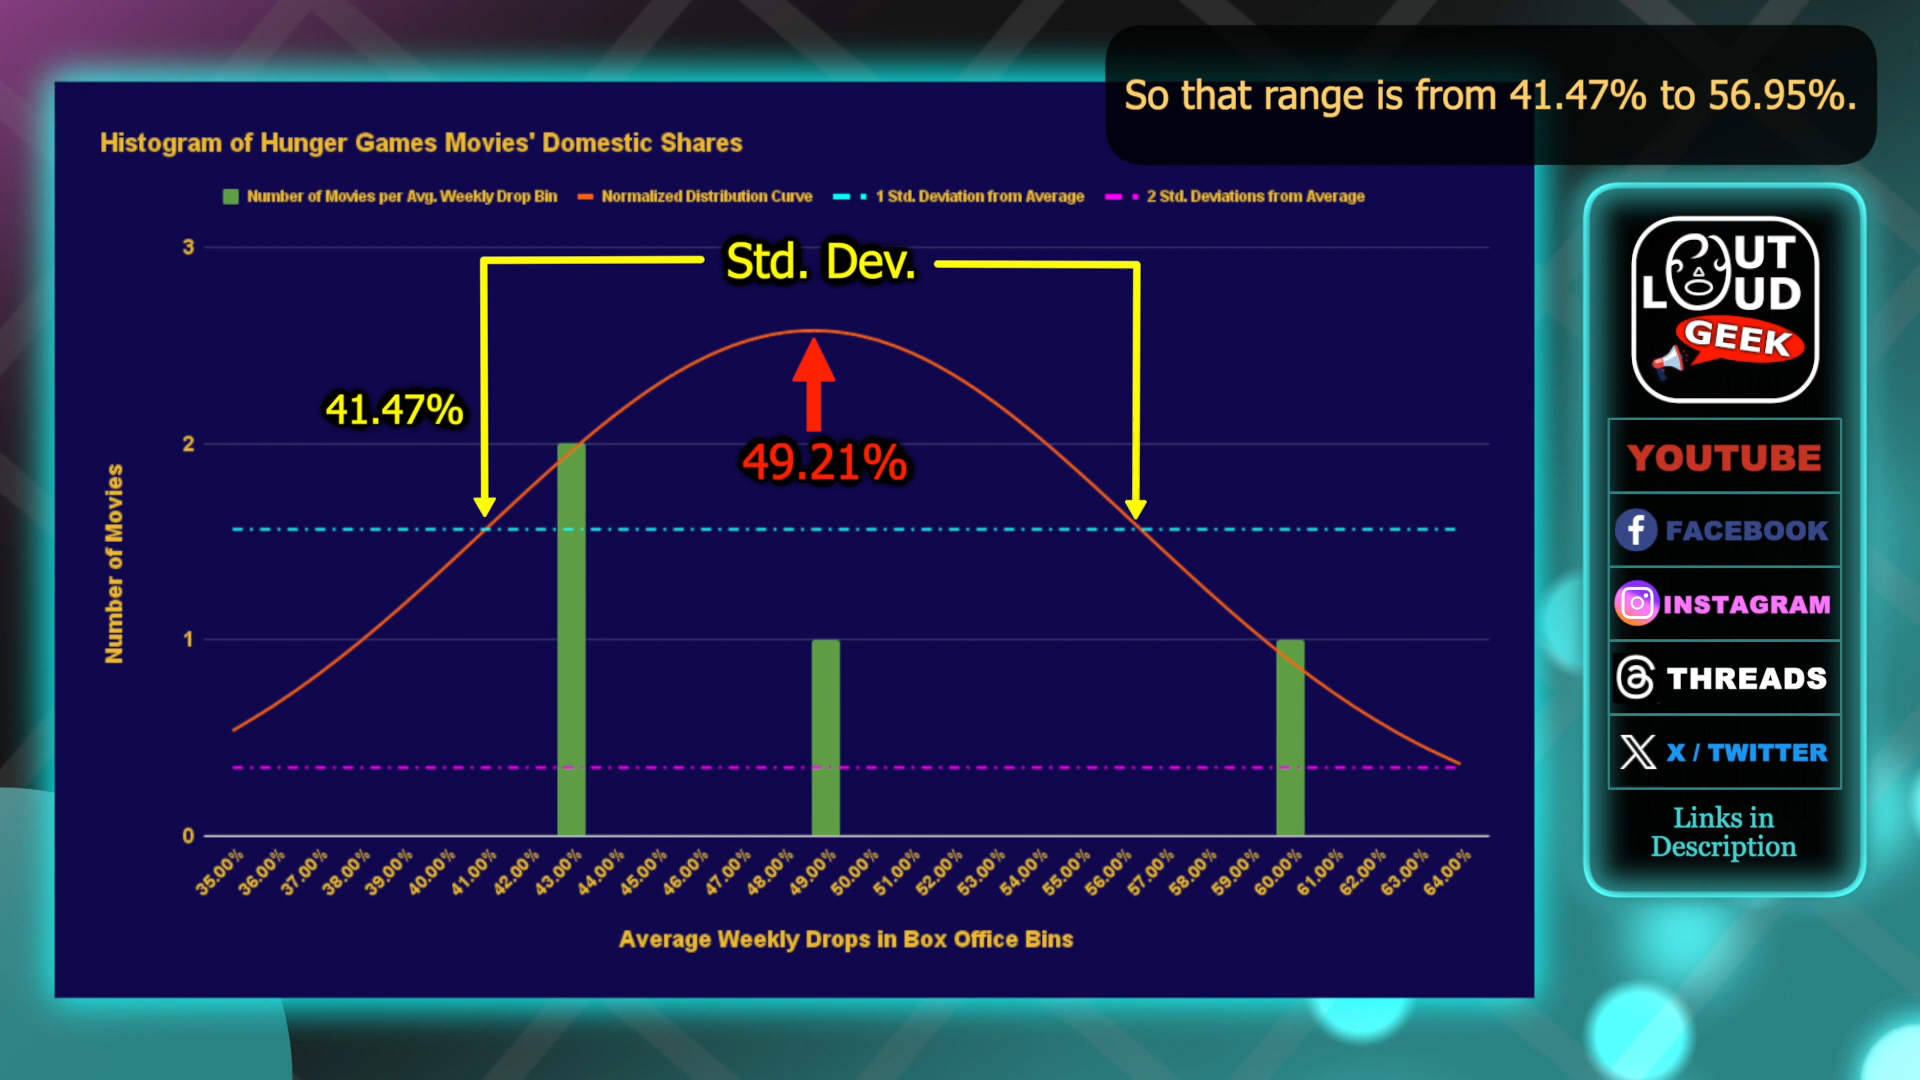 So that range is from 41.47% to 56.95%.
Histogram of Hunger Games Movies' Domestic Shares
Number of Movies per Avg. Weekly Drop Bin
Normalized Distribution Curve
1 Std. Deviation from Average
2 Std. Deviations from Average
Std. Dev.
41.47%
49.21%
Number of Movies
3
2
1
0
35.00%
36.00%
37.00%
38.00%
39.00%
40.00%
41.00%
42.00%
43.00%
44.00%
45.00%
46.00%
47.00%
48.00%
49.00%
50.00%
51.00%
52.00%
53.00%
54.00%
55.00%
56.00%
57.00%
58.00%
59.00%
60.00%
61.00%
62.00%
63.00%
64.00%
Average Weekly Drops in Box Office Bins
OUT
LOUD
GEEK
YOUTUBE
FACEBOOK
INSTAGRAM
THREADS
X / TWITTER
Links in
Description